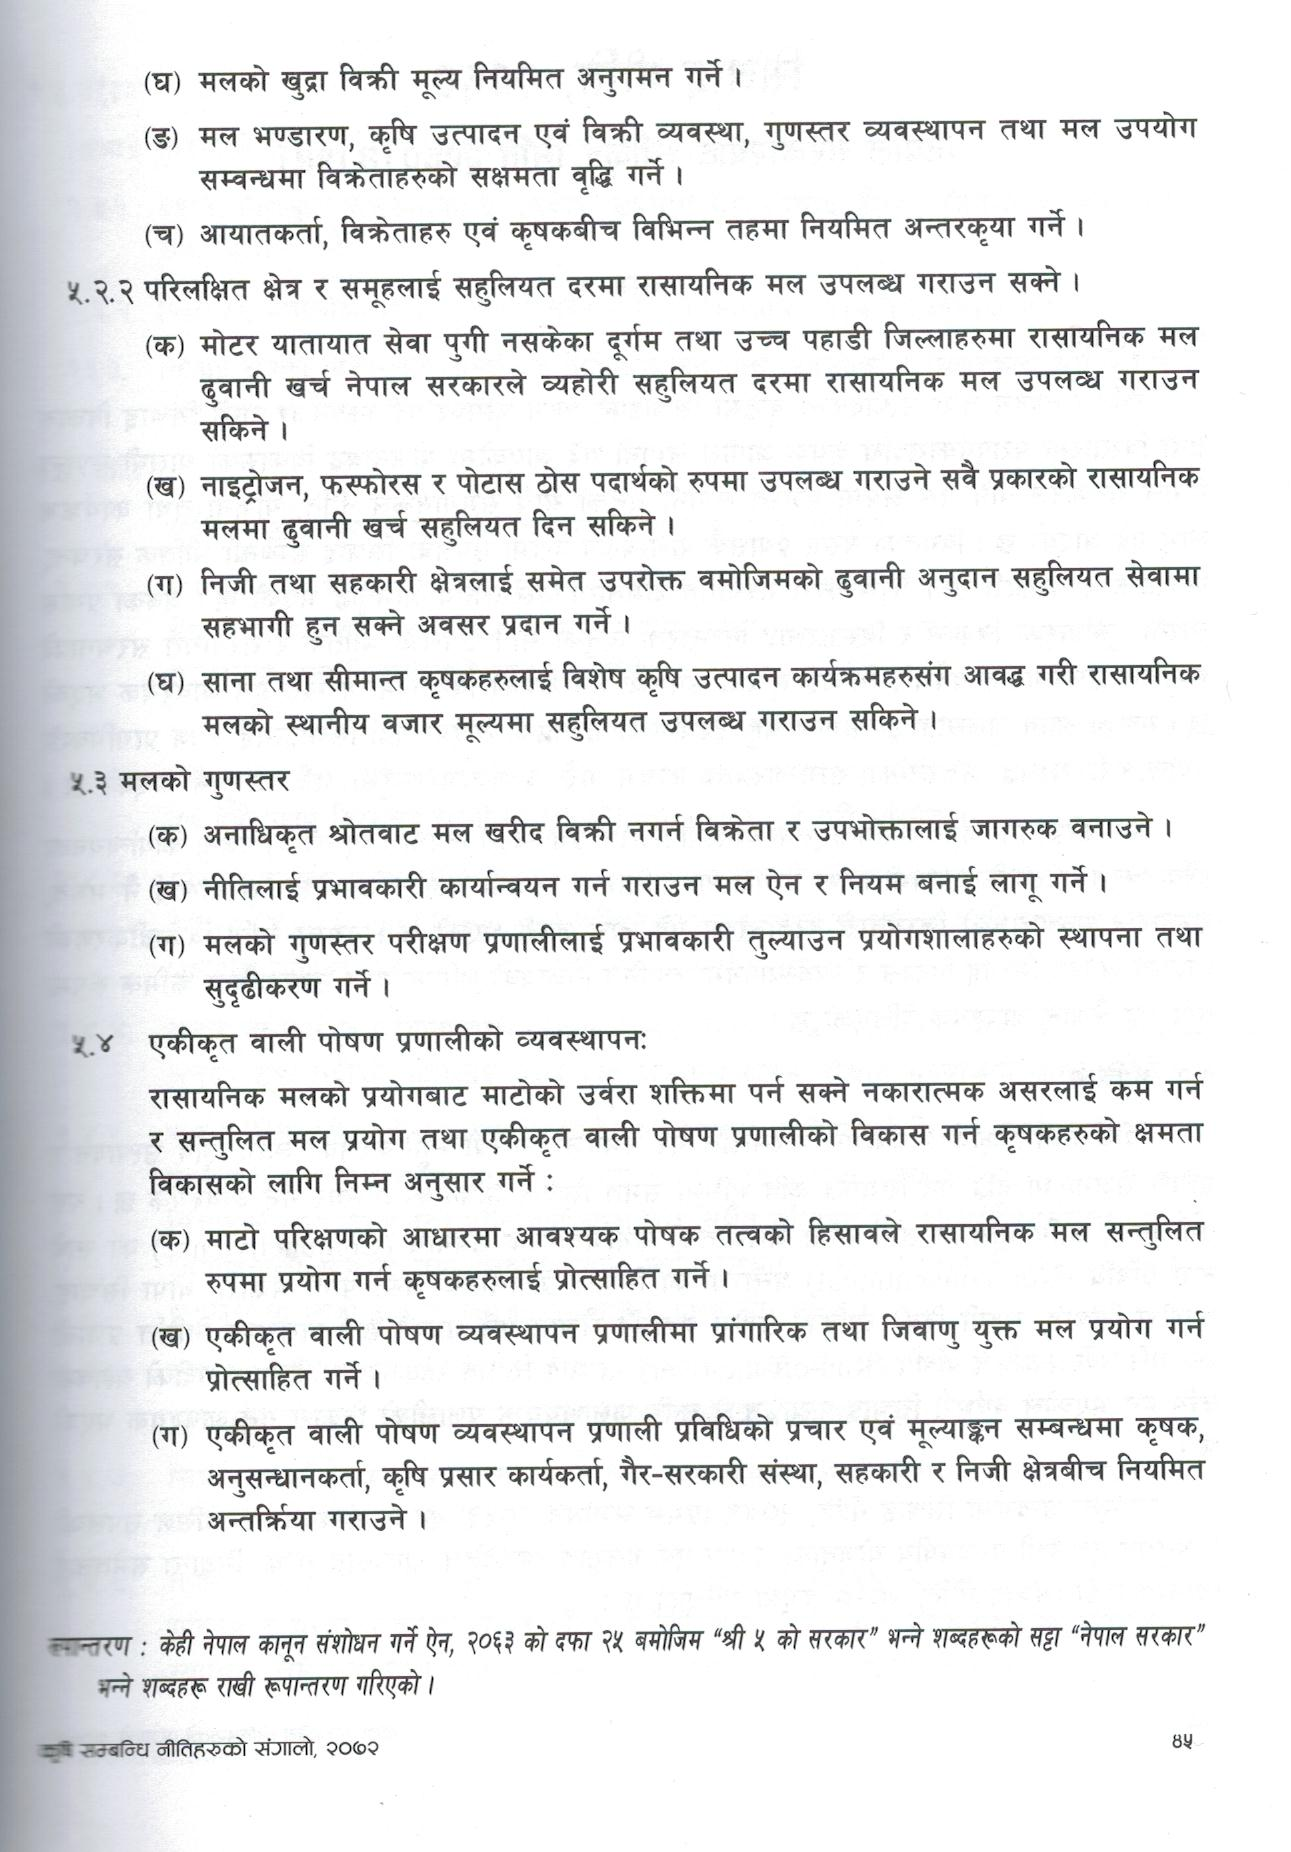 (घ) मलको खुद्रा विक्री मूल्य नियमित अनुगमन गर्ने ।
(ङ) मल भण्डारण, कृषि उत्पादन एवं विक्री व्यवस्था, गुणस्तर व्यवस्थापन तथा मल उपयोग
सम्वन्धमा विक्रेताहरुको सक्षमता वृद्धि गर्ने ।
(च) आयातकर्ता, विक्रेताहरु एवं कृषकबीच विभिन्न तहमा नियमित अन्तरकृया गर्ने ।
५.२.२ परिलक्षित क्षेत्र र समूहलाई सहुलियत दरमा रासायनिक मल उपलब्ध गराउन सक्ने ।
(क) मोटर यातायात सेवा पुगी नसकेका दूर्गम तथा उच्च पहाडी जिल्लाहरुमा रासायनिक मल
ढुवानी खर्च नेपाल सरकारले व्यहोरी सहुलियत दरमा रासायनिक मल उपलव्ध गराउन
सकिने ।
(ख) नाइट्रोजन, फस्फोरस र पोटास ठोस पदार्थको रुपमा उपलब्ध गराउने सवै प्रकारको रासायनिक
मलमा ढुवानी खर्च सहुलियत दिन सकिने ।
(ग) निजी तथा सहकारी क्षेत्रलाई समेत उपरोक्त वमोजिमको ढुवानी अनुदान सहुलियत सेवामा
सहभागी हुन सक्ने अवसर प्रदान गर्ने ।
(घ) साना तथा सीमान्त कृषकहरुलाई विशेष कृषि उत्पादन कार्यक्रमहरुसंग आवद्ध गरी रासायनिक
मलको स्थानीय वजार मूल्यमा सहुलियत उपलब्ध गराउन सकिने ।
५.३ मलको गुणस्तर
(क) अनाधिकृत श्रोतवाट मल खरीद विक्री नगर्न विक्रेता र उपभोक्तालाई जागरुक वनाउने ।
(ख) नीतिलाई प्रभावकारी कार्यान्वयन गर्न गराउन मल ऐन र नियम बनाई लागू गर्ने ।
(ग) मलको गुणस्तर परीक्षण प्रणालीलाई प्रभावकारी तुल्याउन प्रयोगशालाहरुको स्थापना तथा
सुदृढीकरण गर्ने ।
५.४ एकीकृत वाली पोषण प्रणालीको व्यवस्थापनः
रासायनिक मलको प्रयोगबाट माटोको उर्वरा शक्तिमा पर्न सक्ने नकारात्मक असरलाई कम गर्न
र सन्तुलित मल प्रयोग तथा एकीकृत वाली पोषण प्रणालीको विकास गर्न कृषकहरुको क्षमता
विकासको लागि निम्न अनुसार गर्ने :
(क) माटो परिक्षणको आधारमा आवश्यक पोषक तत्वको हिसावले रासायनिक मल सन्तुलित
रुपमा प्रयोग गर्न कृषकहरुलाई प्रोत्साहित गर्ने ।
(ख) एकीकृत वाली पोषण व्यवस्थापन प्रणालीमा प्रांगारिक तथा जिवाणु युक्त मल प्रयोग गर्न
प्रोत्साहित गर्ने ।
(ग) एकीकृत वाली पोषण व्यवस्थापन प्रणाली प्रविधिको प्रचार एवं मूल्याङ्कन सम्बन्धमा कृषक,
अनुसन्धानकर्ता, कृषि प्रसार कार्यकर्ता, गैर-सरकारी संस्था, सहकारी र निजी क्षेत्रबीच नियमित
अन्तर्क्रिया गराउने ।
रूपान्तरण : केही नेपाल कानून संशोधन गर्ने ऐन, २०६३ को दफा २५ बमोजिम “श्री ५ को सरकार” भन्ने शब्दहरूको सट्टा “नेपाल सरकार”
भन्ने शब्दहरू राखी रूपान्तरण गरिएको ।
कृषि सम्बन्धि नीतिहरुको संगालो, २०७२ ४५